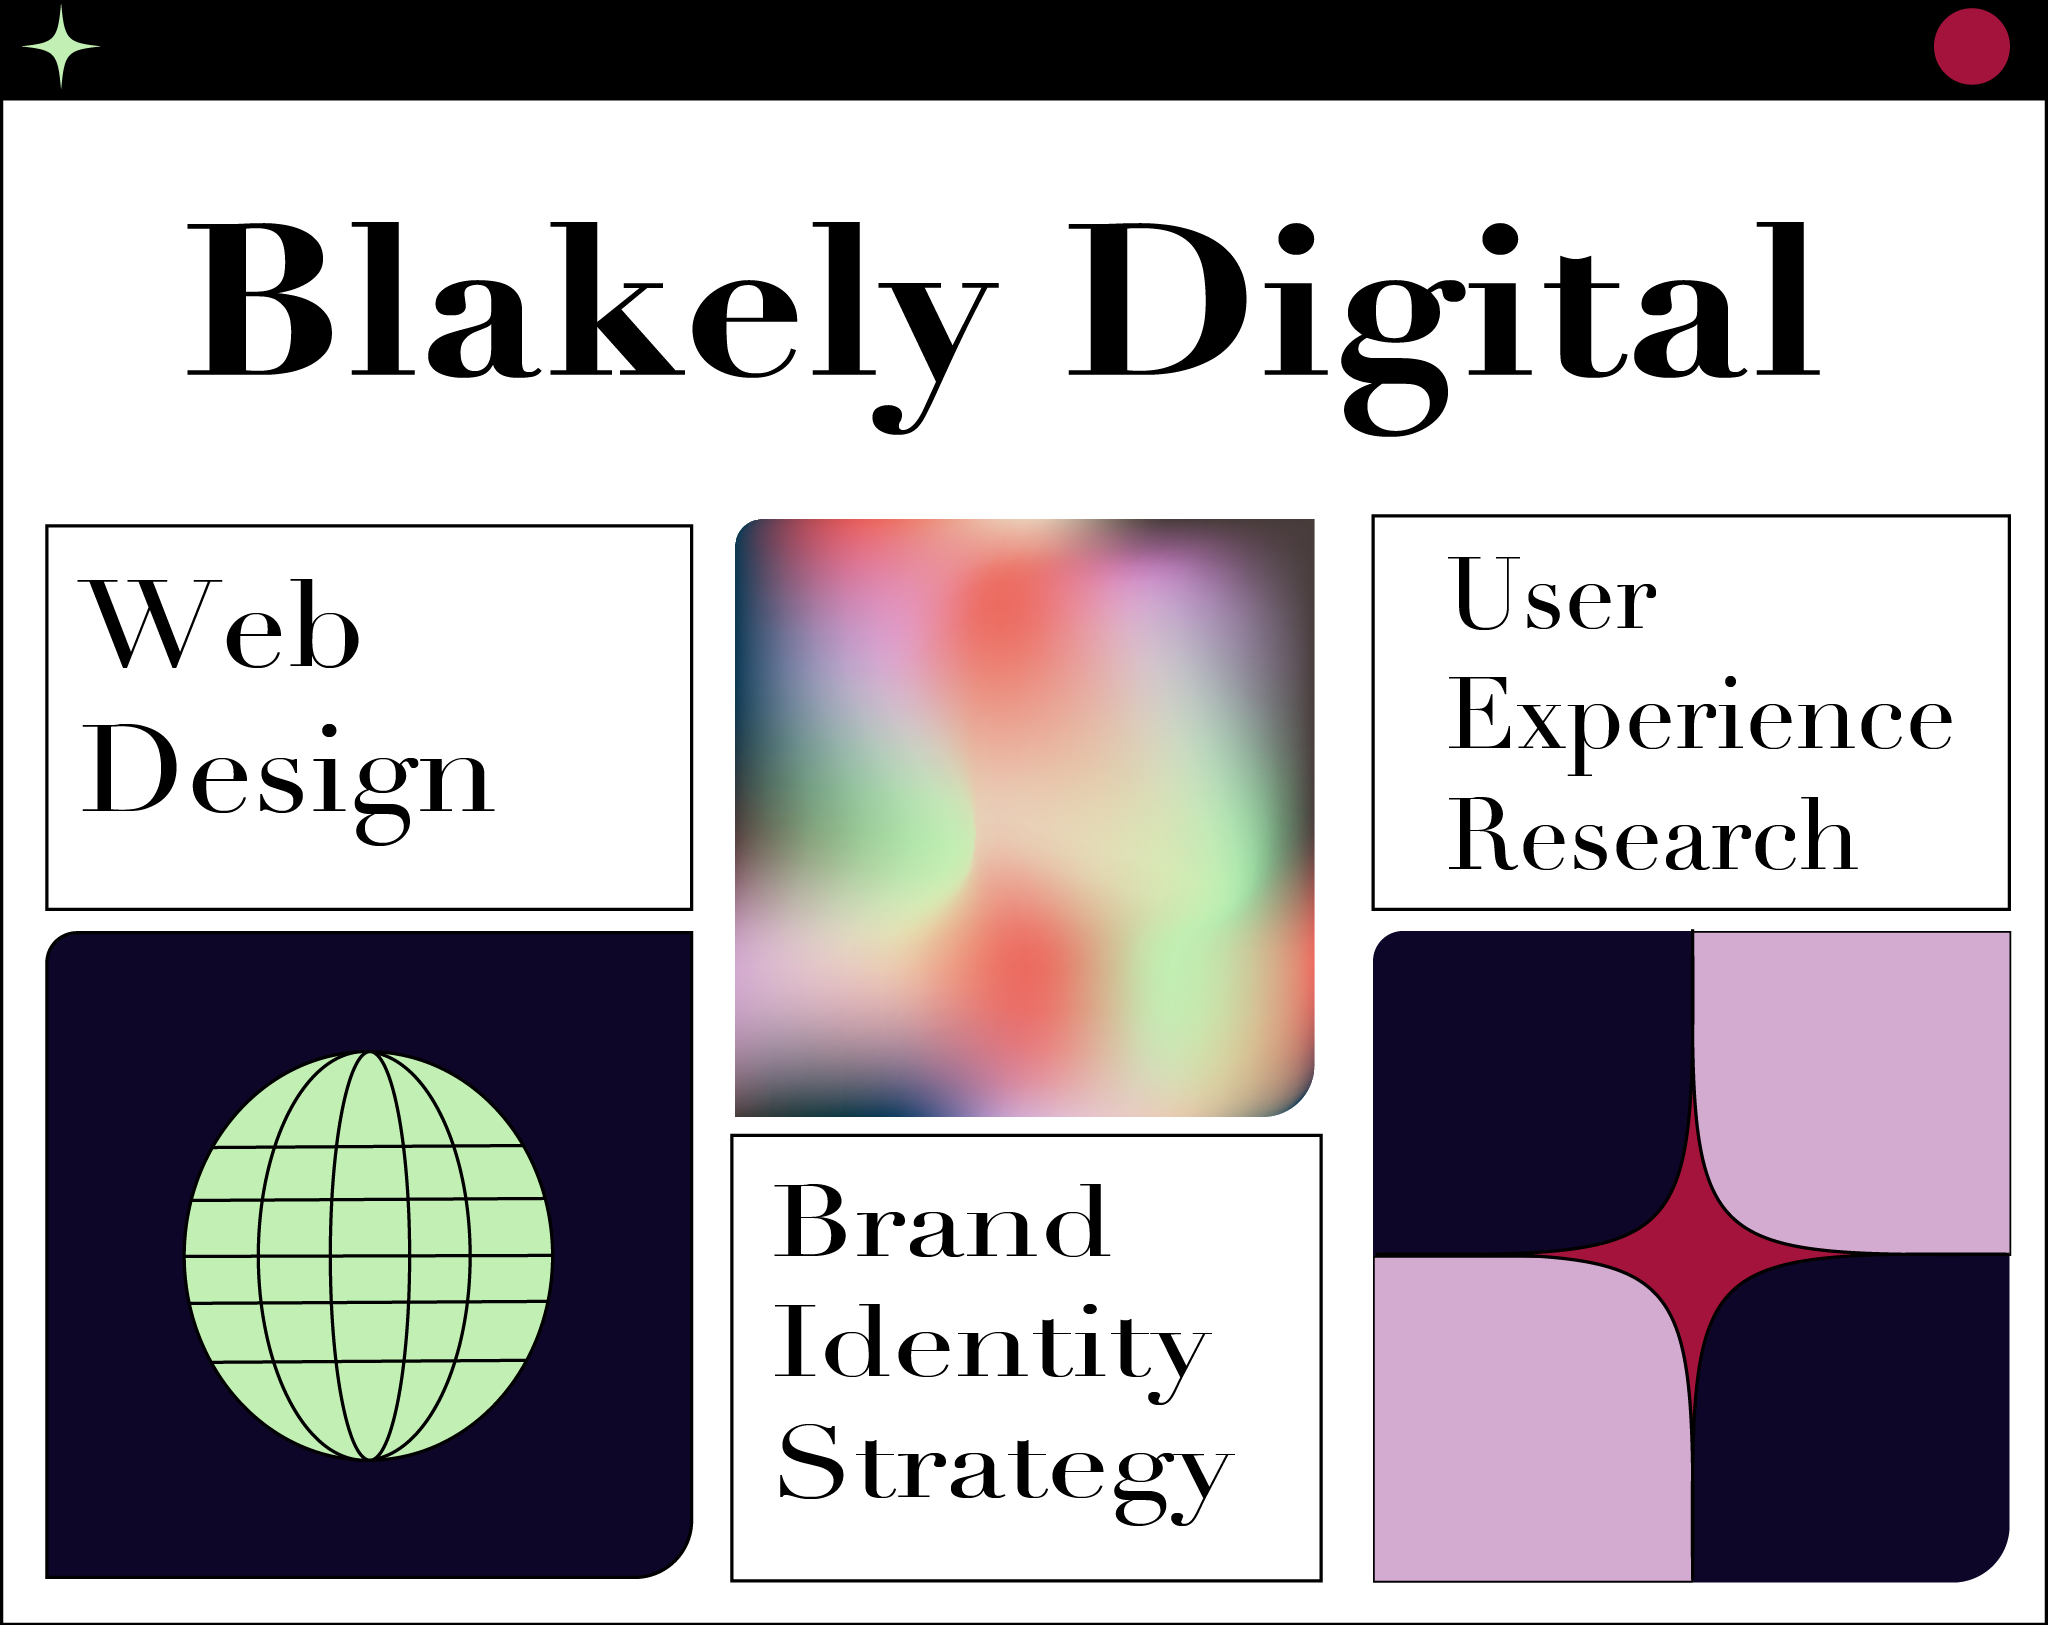 Blakely Digital
Web
Design
User
Experience
Research
Brand
Identity
Strategy